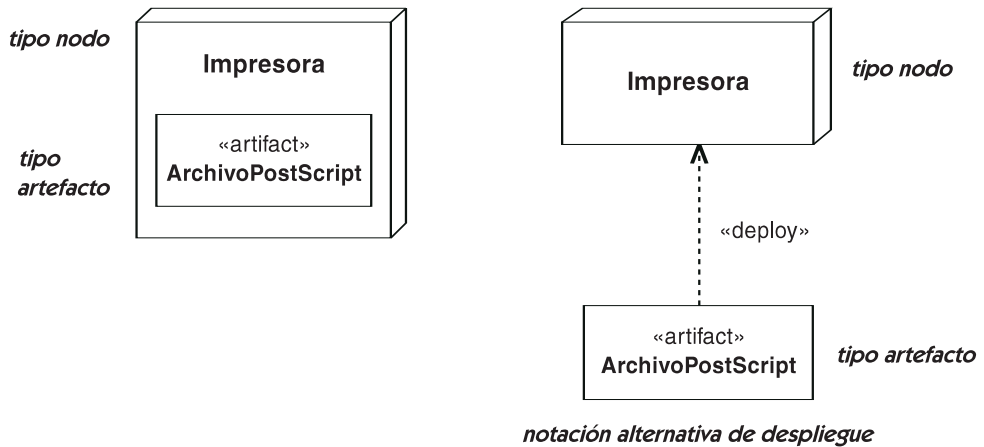 tipo nodo
Impresora
tipo
artefacto
«artifact»
ArchivoPostScript
Impresora
tipo nodo
«deploy»
«artifact»
ArchivoPostScript
tipo artefacto
notación alternativa de despliegue